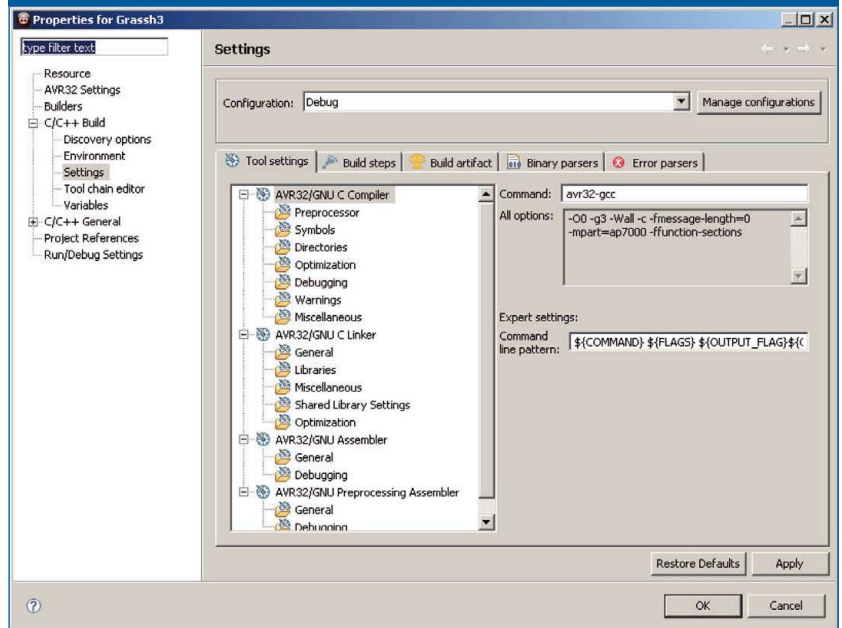 Properties for Grassh3
type filter text
Resource
AVR32 Settings
Builders
C/C++ Build
Discovery options
Environment
Settings
Tool chain editor
Variables
C/C++ General
Project References
Run/Debug Settings
Settings
Configuration: Debug Manage configurations
Tool settings Build steps Build artifact Binary parsers Error parsers
AVR32/GNU C Compiler
Preprocessor
Symbols
Directories
Optimization
Debugging
Warnings
Miscellaneous
AVR32/GNU C Linker
General
Libraries
Miscellaneous
Shared Library Settings
Optimization
AVR32/GNU Assembler
General
Debugging
AVR32/GNU Preprocessing Assembler
General
Debugging
Command: avr32-gcc
All options: -O0 -g3 -Wall -c -fmessage-length=0
-mpart=ap7000 -ffunction-sections
Expert settings:
Command
line pattern: ${COMMAND} ${FLAGS} ${OUTPUT_FLAG}${
Restore Defaults Apply
OK Cancel